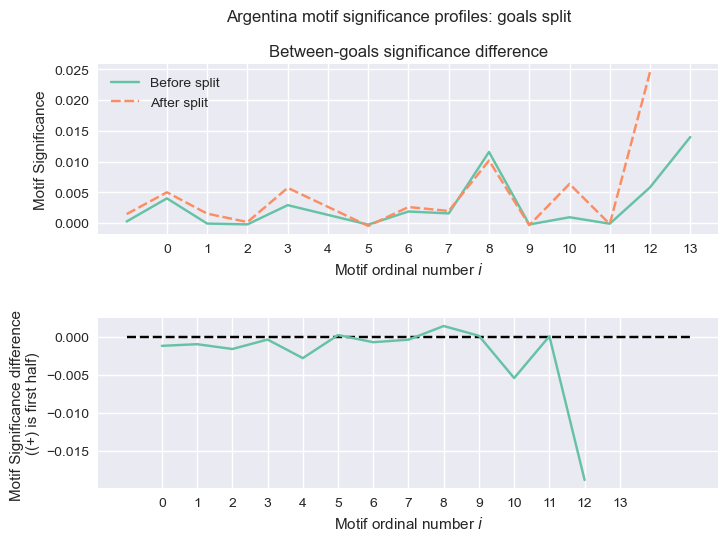 Argentina motif significance profiles: goals split
Between-goals significance difference
Motif Significance
0.025
0.020
0.015
0.010
0.005
0.000
Before split
After split
0 1 2 3 4 5 6 7 8 9 10 11 12 13
Motif ordinal number i
Motif Significance difference
((+) is first half)
0.000
−0.005
−0.010
−0.015
0 1 2 3 4 5 6 7 8 9 10 11 12 13
Motif ordinal number i